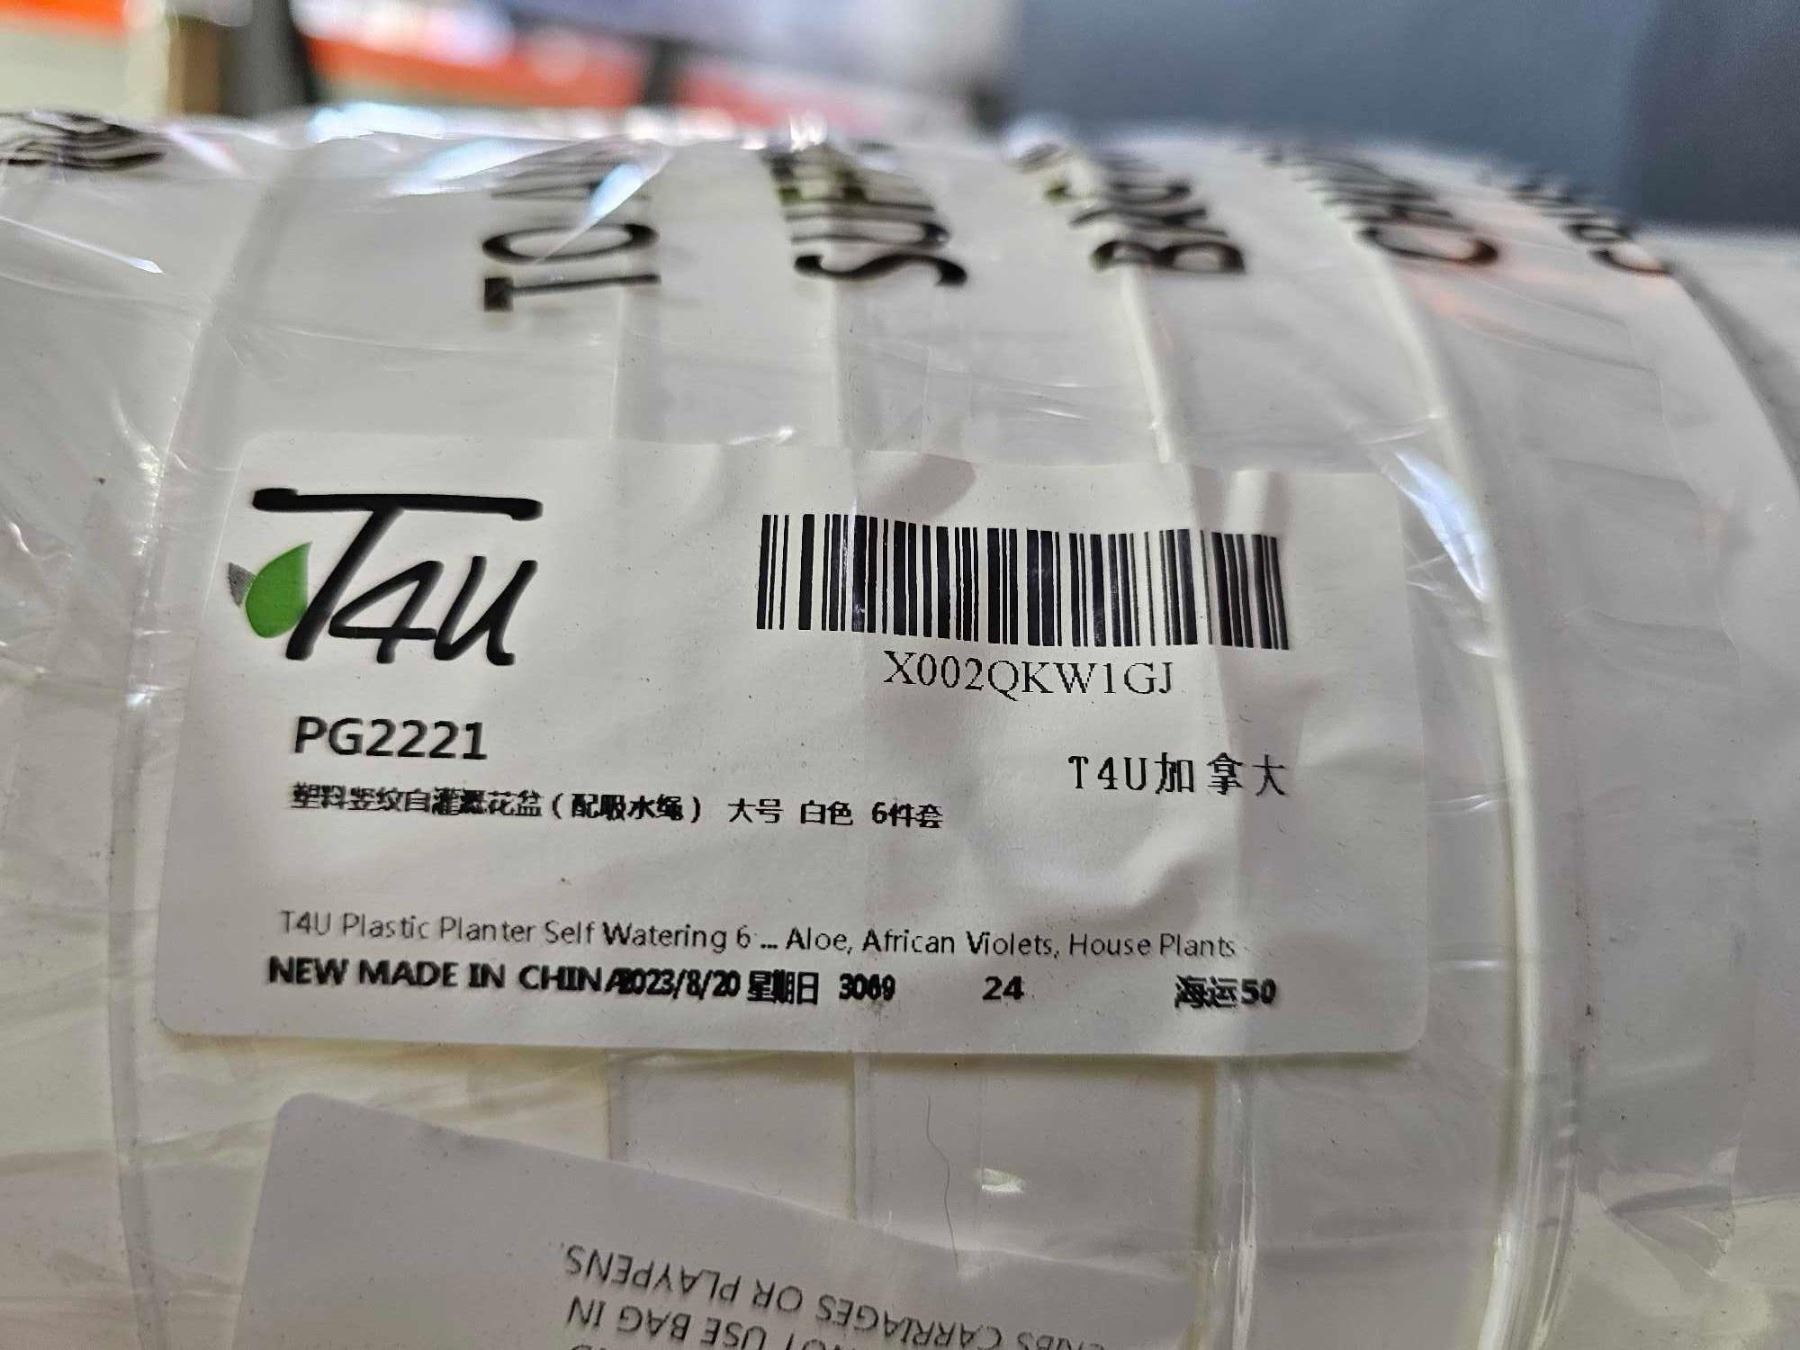 T4U
X002QKW1GJ
PG2221
T4U加拿大
塑料竖纹自灌溉花盆（配吸水绳） 大号 白色 6件套
T4U Plastic Planter Self Watering 6 ... Aloe, African Violets, House Plants
NEW MADE IN CHINA 2023/8/20 星期日 3069 24 海运50
CARRIAGES OR PLAYPENS.
USE BAG IN